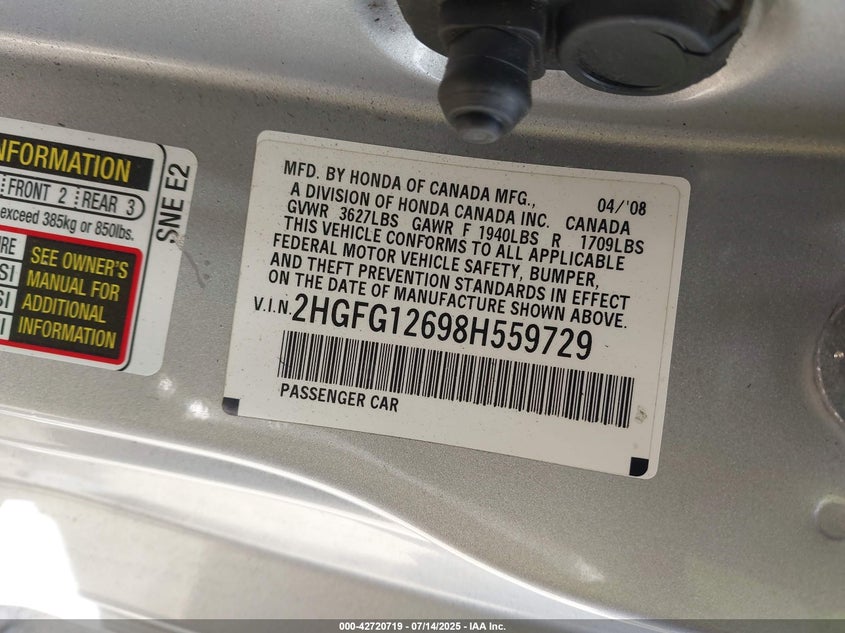 NFORMATION
FRONT 2 REAR 3
exceed 385kg or 850lbs.
SEE OWNER'S
MANUAL FOR
ADDITIONAL
INFORMATION
SNE E2
MFD. BY HONDA OF CANADA MFG., 04/'08
A DIVISION OF HONDA CANADA INC. CANADA
GVWR 3627LBS GAWR F 1940LBS R 1709LBS
THIS VEHICLE CONFORMS TO ALL APPLICABLE
FEDERAL MOTOR VEHICLE SAFETY, BUMPER,
AND THEFT PREVENTION STANDARDS IN EFFECT
ON THE DATE OF MANUFACTURE SHOWN ABOVE.
V.I.N. 2HGFG12698H559729
PASSENGER CAR
000-42720719 - 07/14/2025 - IAA Inc.